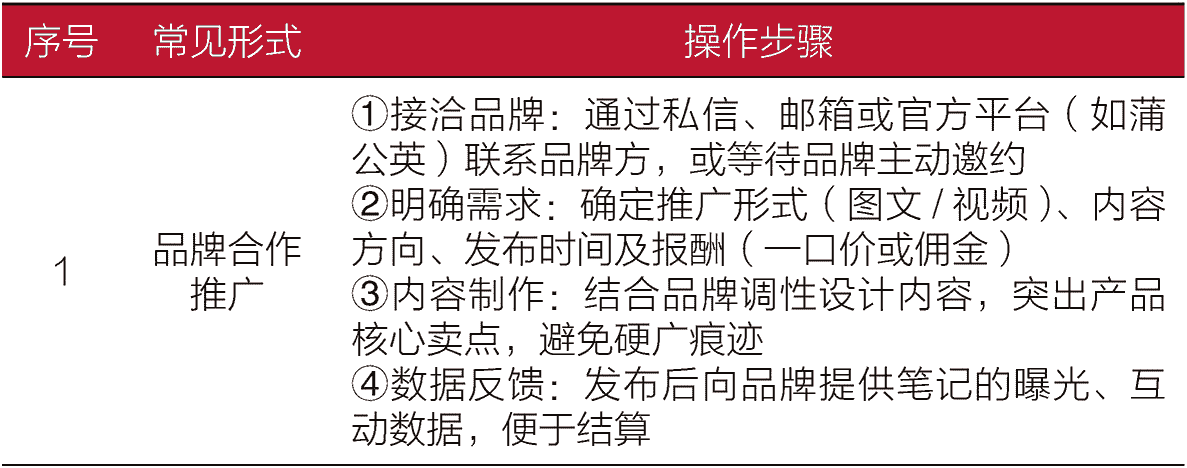 序号 常见形式 操作步骤
1
品牌合作
推广
①接洽品牌：通过私信、邮箱或官方平台（如蒲
公英）联系品牌方，或等待品牌主动邀约
②明确需求：确定推广形式（图文/视频）、内容
方向、发布时间及报酬（一口价或佣金）
③内容制作：结合品牌调性设计内容，突出产品
核心卖点，避免硬广痕迹
④数据反馈：发布后向品牌提供笔记的曝光、互
动数据，便于结算